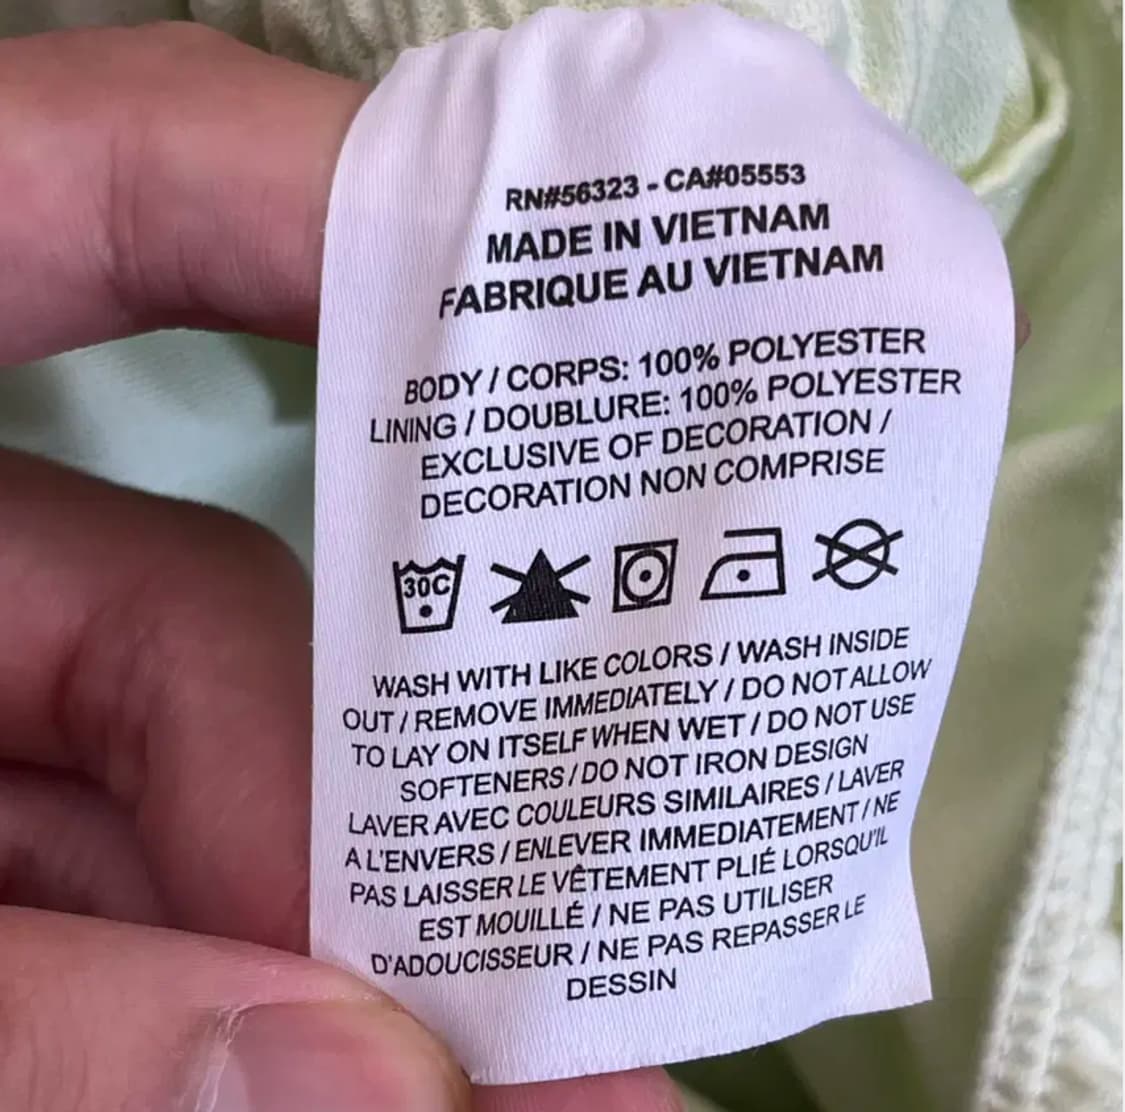 RN#56323 - CA#05553
MADE IN VIETNAM
FABRIQUE AU VIETNAM
BODY / CORPS: 100% POLYESTER
LINING / DOUBLURE: 100% POLYESTER
EXCLUSIVE OF DECORATION /
DECORATION NON COMPRISE
30C
WASH WITH LIKE COLORS / WASH INSIDE
OUT / REMOVE IMMEDIATELY / DO NOT ALLOW
TO LAY ON ITSELF WHEN WET / DO NOT USE
SOFTENERS / DO NOT IRON DESIGN
LAVER AVEC COULEURS SIMILAIRES / LAVER
A L'ENVERS / ENLEVER IMMEDIATEMENT / NE
PAS LAISSER LE VÊTEMENT PLIÉ LORSQU'IL
EST MOUILLÉ / NE PAS UTILISER
D'ADOUCISSEUR / NE PAS REPASSER LE
DESSIN